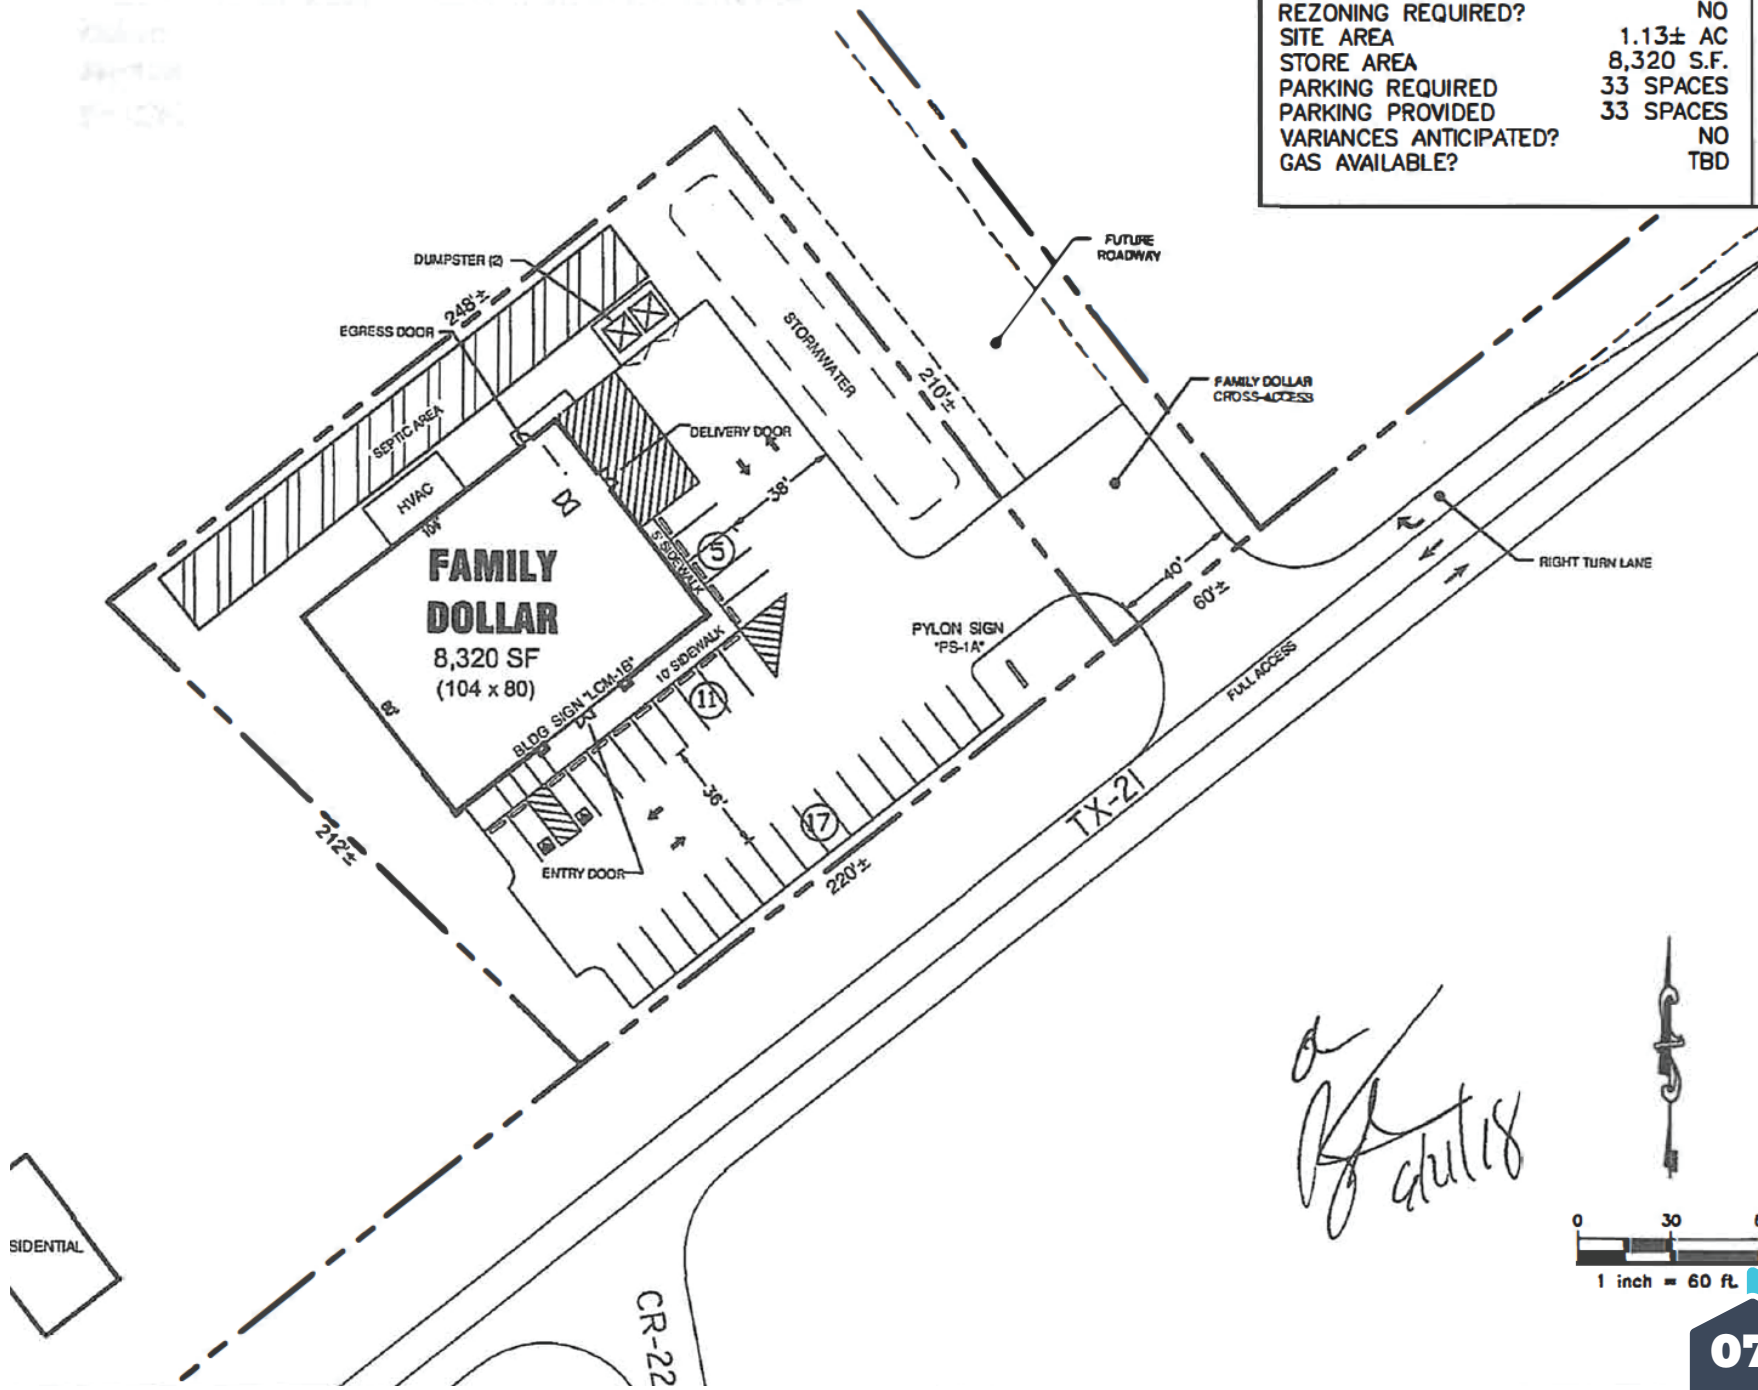 REZONING REQUIRED? NO
SITE AREA 1.13± AC
STORE AREA 8,320 S.F.
PARKING REQUIRED 33 SPACES
PARKING PROVIDED 33 SPACES
VARIANCES ANTICIPATED? NO
GAS AVAILABLE? TBD
FUTURE
ROADWAY
DUMPSTER (2)
248'±
EGRESS DOOR
STORMWATER
210'±
FAMILY DOLLAR
CROSS-ACCESS
SEPTIC AREA
DELIVERY DOOR
38'
HVAC
104'
5
5' SIDEWALK
FAMILY
DOLLAR
8,320 SF
(104 x 80)
80'
RIGHT TURN LANE
40'
60'±
PYLON SIGN
"PS-1A"
10' SIDEWALK
11
BLDG SIGN "LCM-1B"
FULL ACCESS
36'
17
TX-21
212'±
220'±
ENTRY DOOR
SIDENTIAL
CR-22
0 30
1 inch = 60 ft.
07